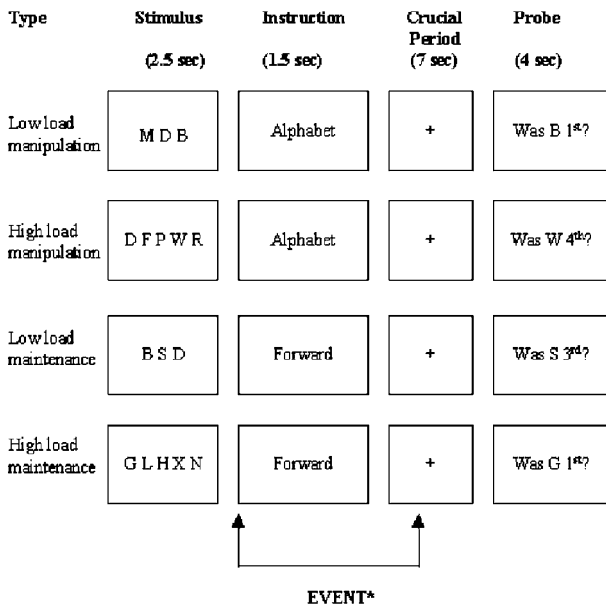 Type Stimulus Instruction Crucial Probe
Period
(2.5 sec) (1.5 sec) (7 sec) (4 sec)
Low load
manipulation
M D B Alphabet + Was B 1st?
High load
manipulation
D F P W R Alphabet + Was W 4th?
Low load
maintenance
B S D Forward + Was S 3rd?
High load
maintenance
G L H X N Forward + Was G 1st?
EVENT*